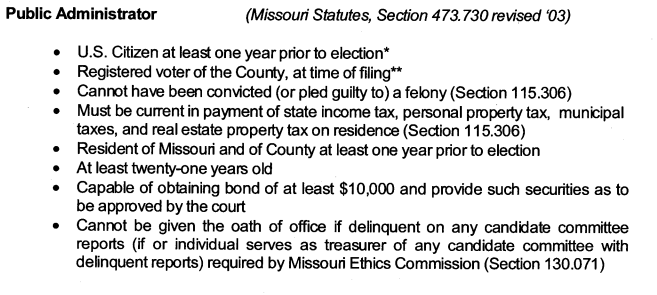 Public Administrator (Missouri Statutes, Section 473.730 revised '03)
• U.S. Citizen at least one year prior to election*
• Registered voter of the County, at time of filing**
• Cannot have been convicted (or pled guilty to) a felony (Section 115.306)
• Must be current in payment of state income tax, personal property tax, municipal
taxes, and real estate property tax on residence (Section 115.306)
• Resident of Missouri and of County at least one year prior to election
• At least twenty-one years old
• Capable of obtaining bond of at least $10,000 and provide such securities as to
be approved by the court
• Cannot be given the oath of office if delinquent on any candidate committee
reports (if or individual serves as treasurer of any candidate committee with
delinquent reports) required by Missouri Ethics Commission (Section 130.071)